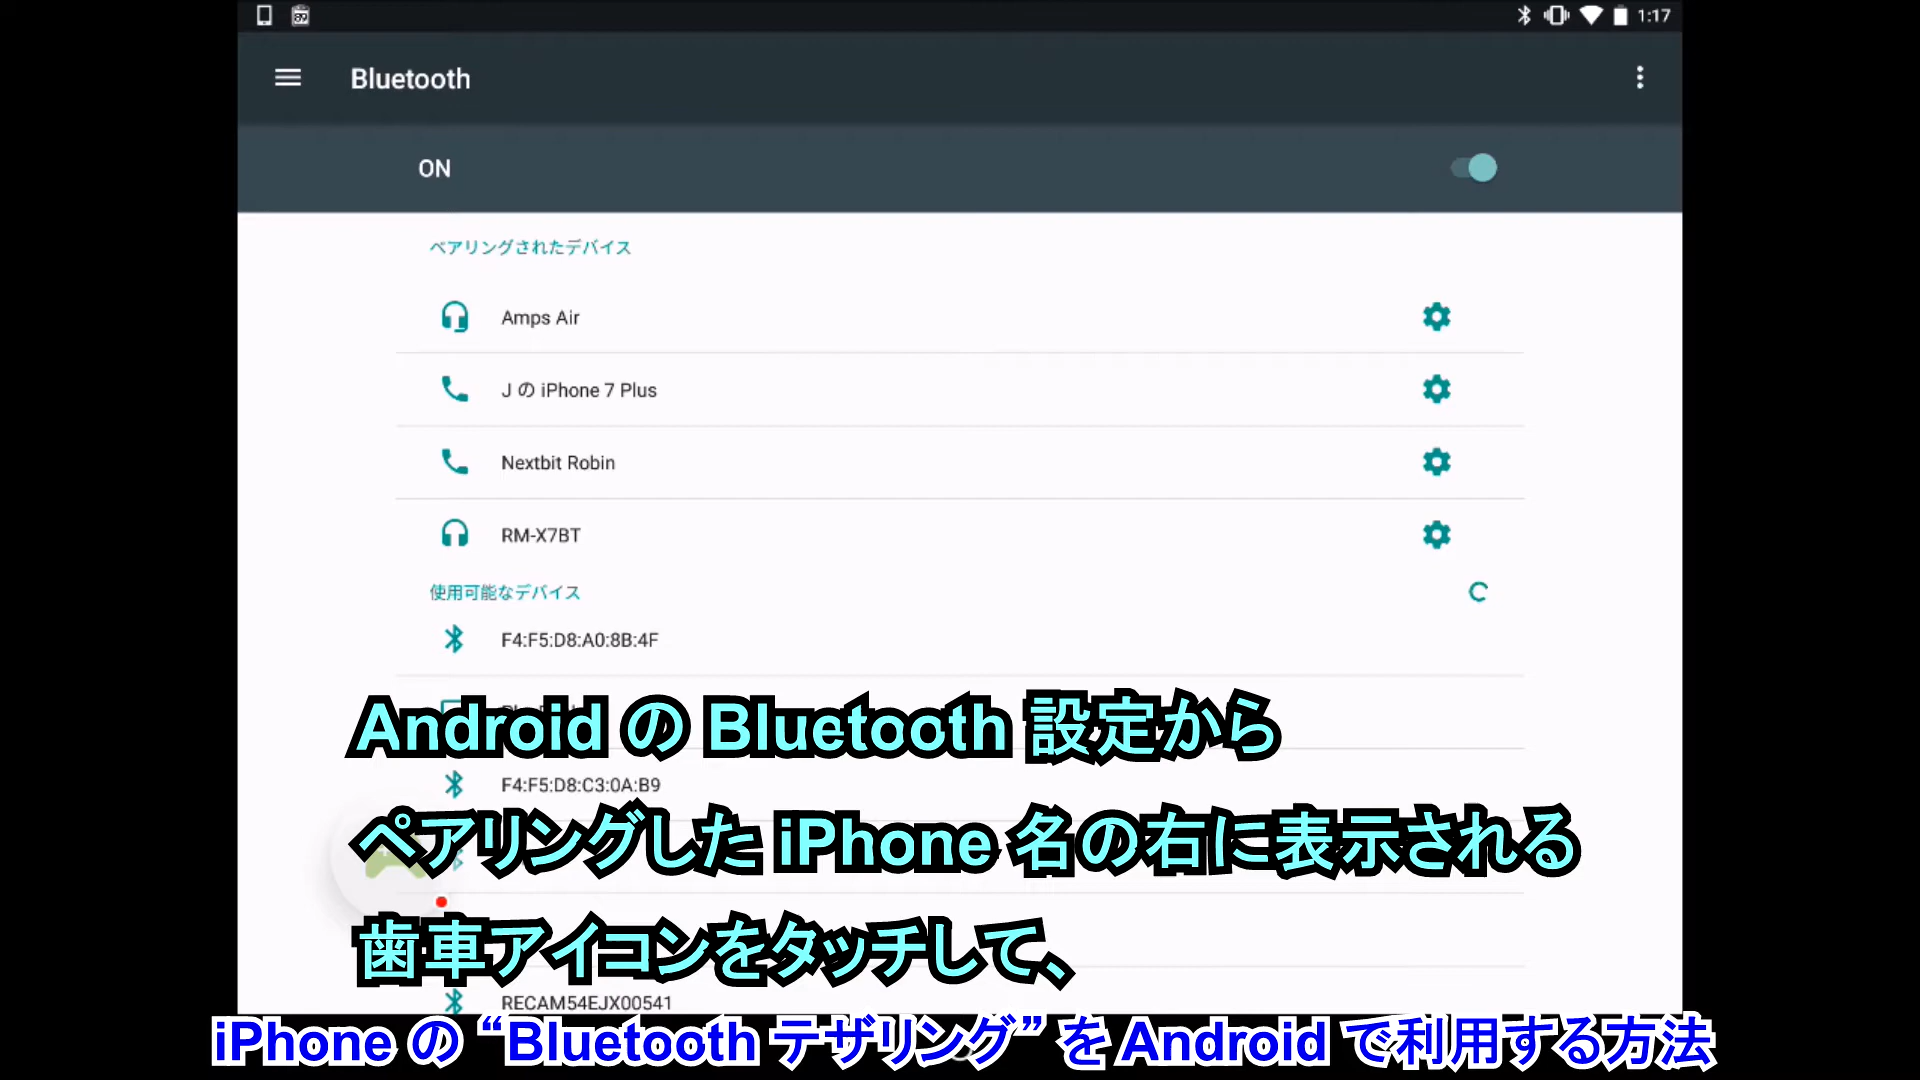 89
1:17
Bluetooth
ON
ペアリングされたデバイス
Amps Air
J の iPhone 7 Plus
Nextbit Robin
RM-X7BT
使用可能なデバイス
F4:F5:D8:A0:8B:4F
Android の Bluetooth 設定から
F4:F5:D8:C3:0A:B9
ペアリングした iPhone 名の右に表示される
歯車アイコンをタッチして、
RECAM54EJX00541
iPhone の “Bluetooth テザリング” を Android で利用する方法